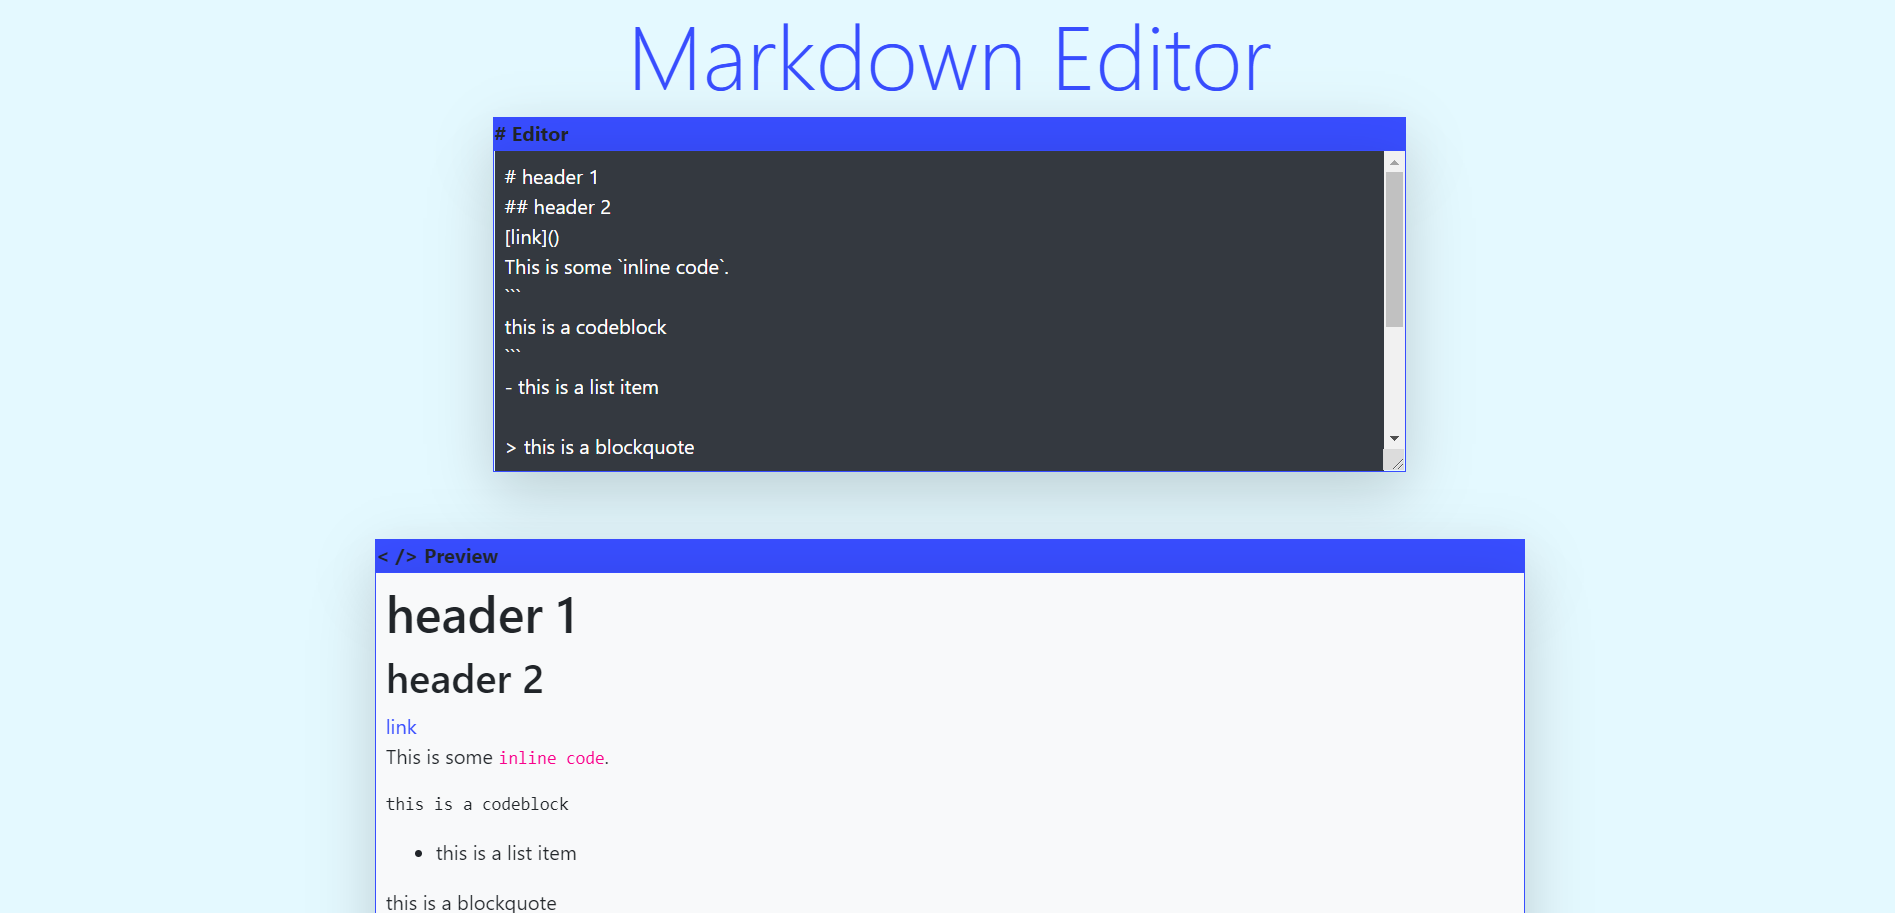 Markdown Editor
# Editor
# header 1
## header 2
[link]()
This is some `inline code`.
```
this is a codeblock
```
- this is a list item
> this is a blockquote
< /> Preview
header 1
header 2
link
This is some inline code.
this is a codeblock
• this is a list item
this is a blockquote